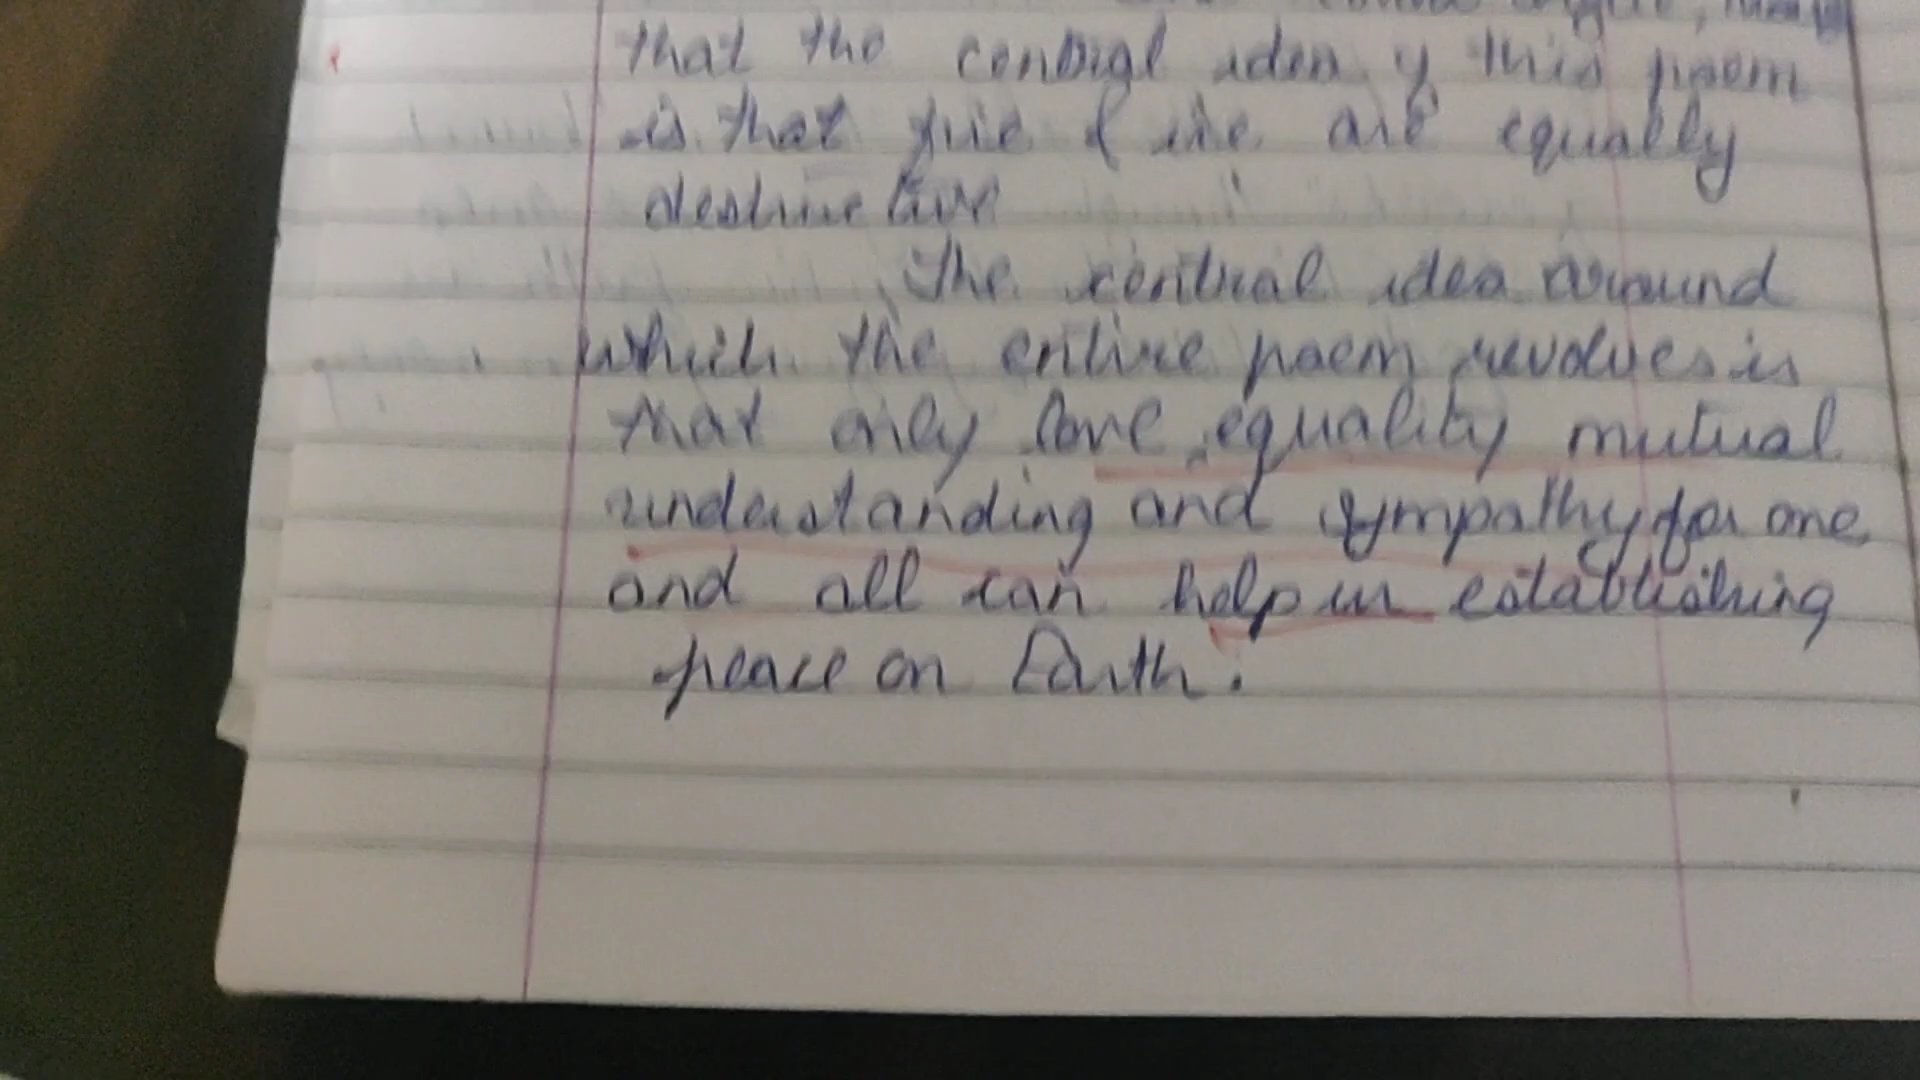 that the central idea of this poem
is that fire & ice are equally
destructive
The central idea around
which the entire poem revolves is
that only love, equality mutual
understanding and sympathy for one
and all can help in establishing
peace on Earth.